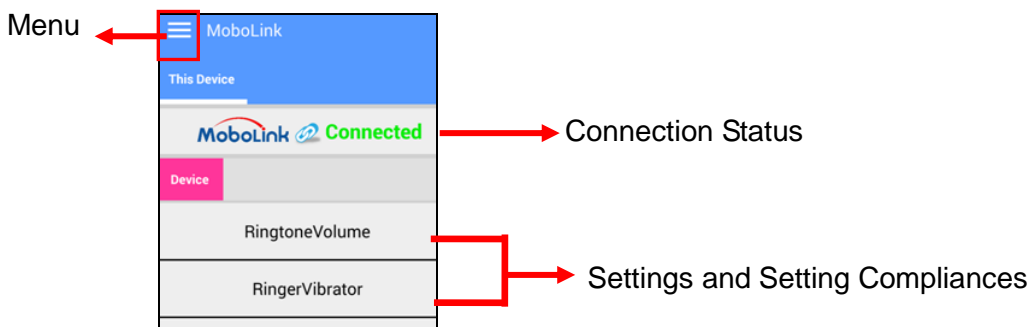 Menu
MoboLink
This Device
MoboLink Connected
Connection Status
Device
RingtoneVolume
Settings and Setting Compliances
RingerVibrator